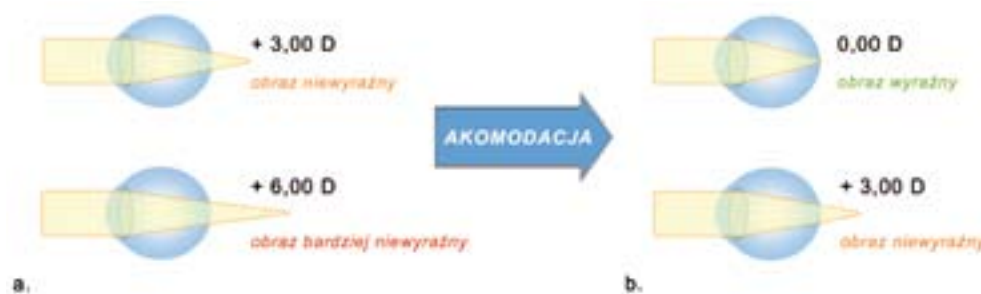 + 3,00 D
obraz niewyraźny
+ 6,00 D
obraz bardziej niewyraźny
a.
AKOMODACJA
0,00 D
obraz wyraźny
+ 3,00 D
obraz niewyraźny
b.